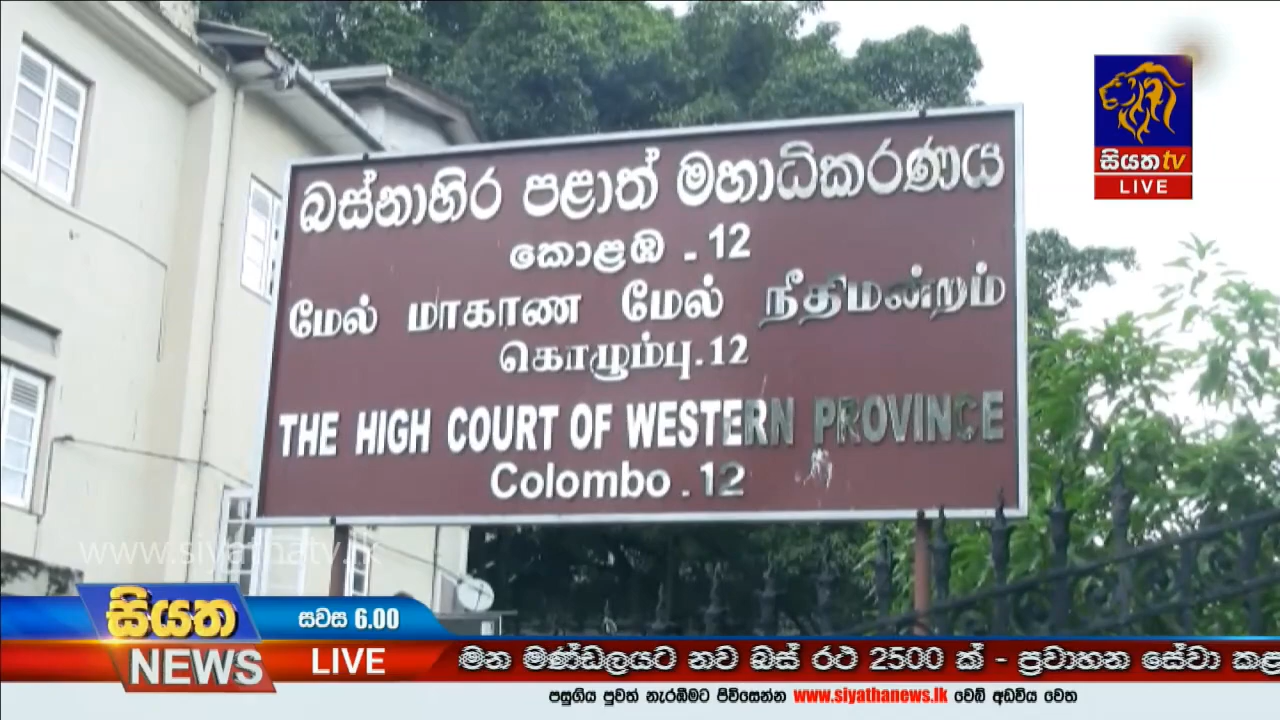 සියත tv
LIVE
බස්නාහිර පළාත් මහාධිකරණය
කොළඹ - 12
மேல் மாகாண மேல் நீதிமன்றம்
கொழும்பு.12
THE HIGH COURT OF WESTERN PROVINCE
Colombo . 12
www.siyathatv.lk
සියත
NEWS
සවස 6.00
LIVE
මන මණ්ඩලයට නව බස් රථ 2500 ක් - ප්‍රවාහන සේවා කළ
පසුගිය පුවත් නැරඹීමට පිවිසෙන්න www.siyathanews.lk වෙබ් අඩවිය වෙත